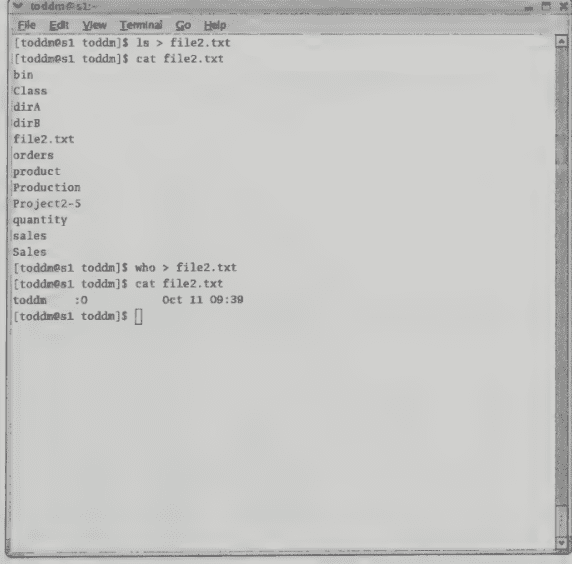 toddm@s1:~
File Edit View Terminal Go Help
[toddm@s1 toddm]$ ls > file2.txt
[toddm@s1 toddm]$ cat file2.txt
bin
Class
dirA
dirB
file2.txt
orders
product
Production
Project2-5
quantity
sales
Sales
[toddm@s1 toddm]$ who > file2.txt
[toddm@s1 toddm]$ cat file2.txt
toddm :0 Oct 11 09:39
[toddm@s1 toddm]$